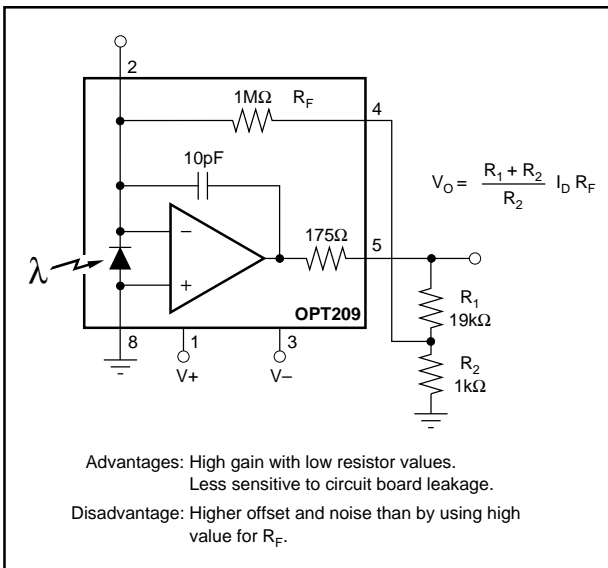 2
1MΩ R_F 4
10pF
V_O = (R_1 + R_2) / R_2 I_D R_F
–
175Ω 5
λ
+
R_1
19kΩ
OPT209
8 1 3
R_2
1kΩ
V+ V–
Advantages: High gain with low resistor values.
Less sensitive to circuit board leakage.
Disadvantage: Higher offset and noise than by using high
value for R_F.